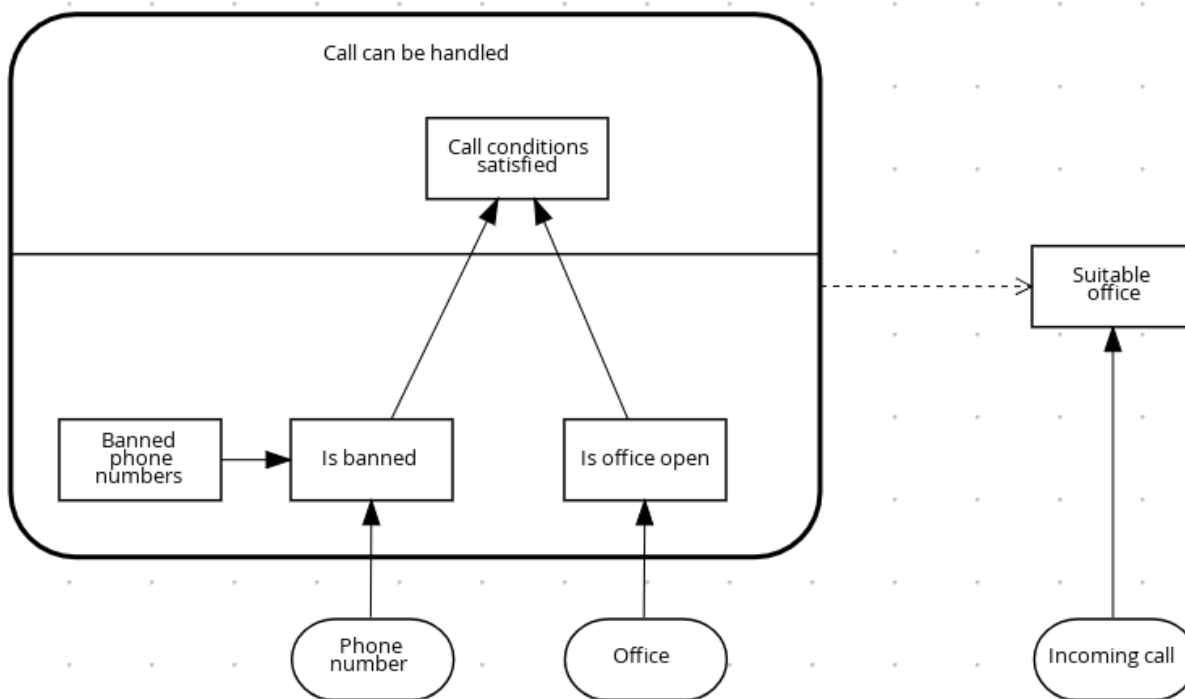 Call can be handled
Call conditions
satisfied
Suitable
office
Banned
phone
numbers
Is banned
Is office open
Phone
number
Office
Incoming call